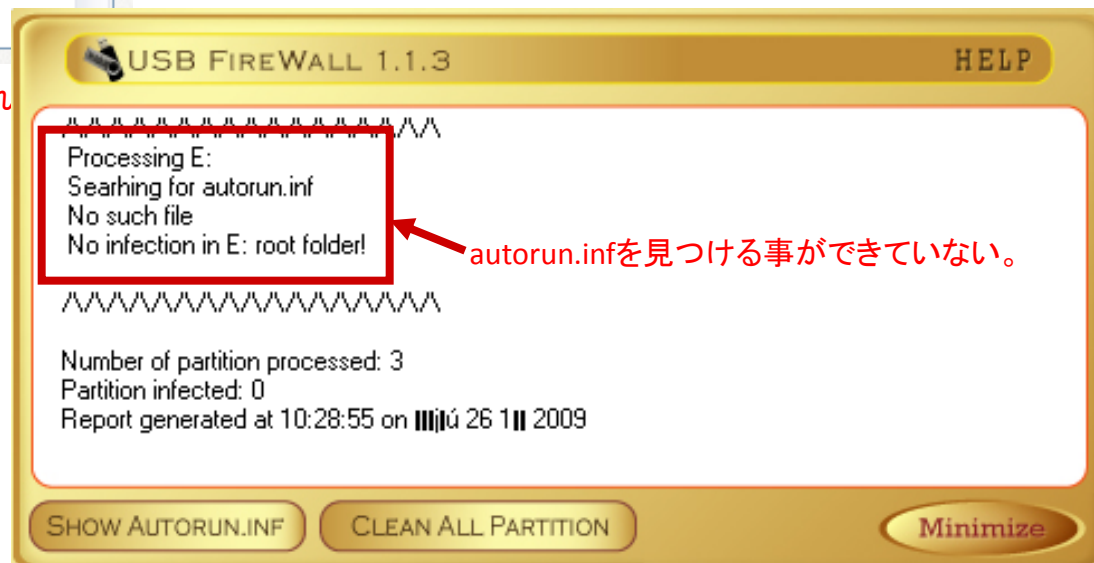 USB FIREWALL 1.1.3
HELP
/\/\/\/\/\/\/\/\/\/\/\/\/\/\/\/\/\
Processing E:
Searhing for autorun.inf
No such file
No infection in E: root folder!
autorun.infを見つける事ができていない。
/\/\/\/\/\/\/\/\/\/\/\/\/\/\/\/\/\
Number of partition processed: 3
Partition infected: 0
Report generated at 10:28:55 on 26 2009
SHOW AUTORUN.INF
CLEAN ALL PARTITION
Minimize